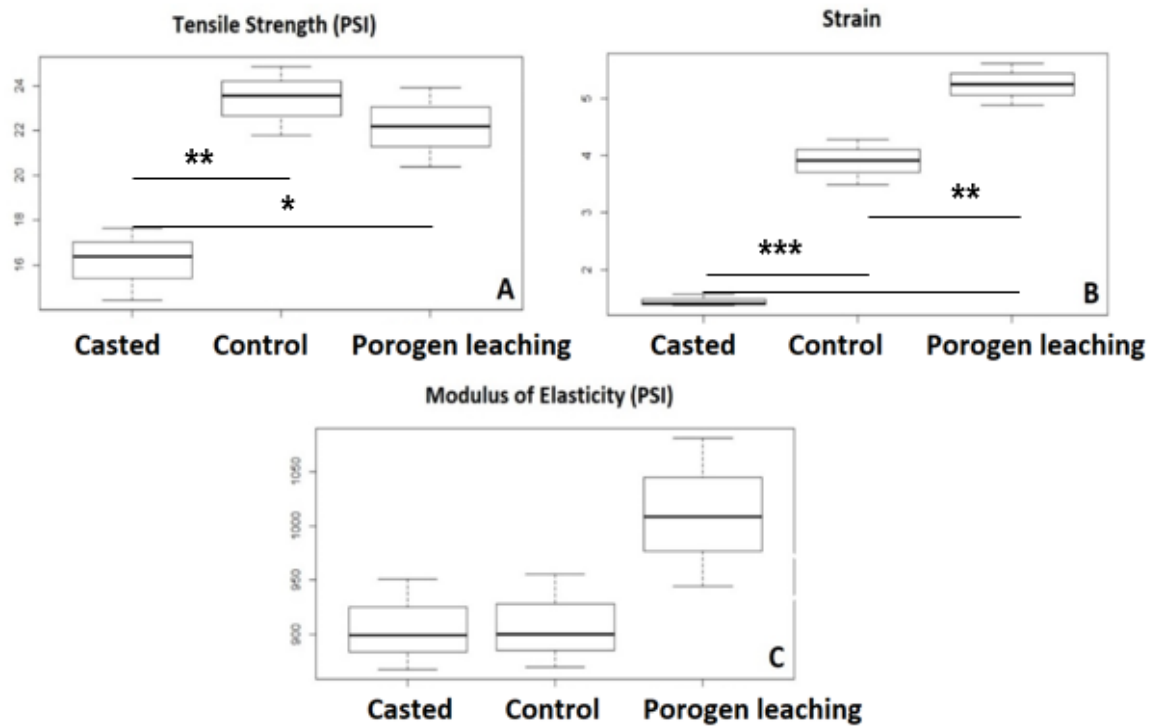 Tensile Strength (PSI)
24
22
20
18
16
**
*
A
Casted Control Porogen leaching
Strain
5
4
3
2
**
***
B
Casted Control Porogen leaching
Modulus of Elasticity (PSI)
1050
1000
950
900
C
Casted Control Porogen leaching